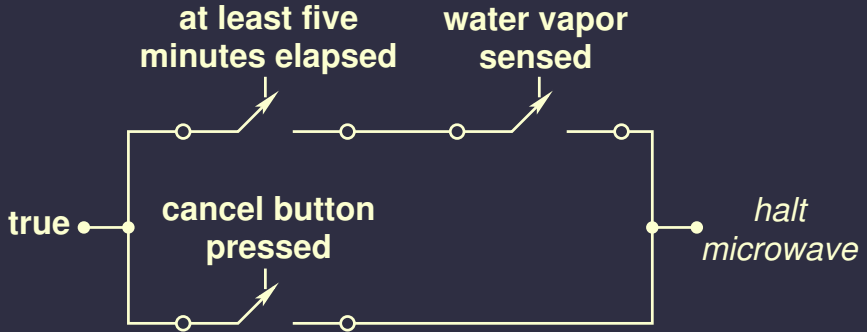 at least five
minutes elapsed
water vapor
sensed
true
cancel button
pressed
halt
microwave